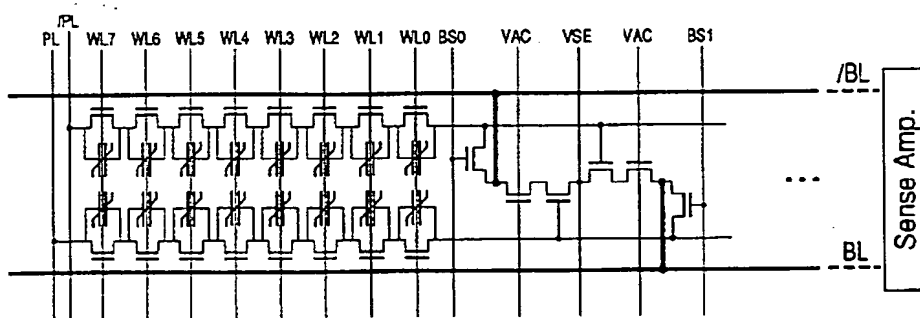 /PL
PL WL7 WL6 WL5 WL4 WL3 WL2 WL1 WL0 BS0 VAC VSE VAC BS1
/BL
Sense Amp.
BL